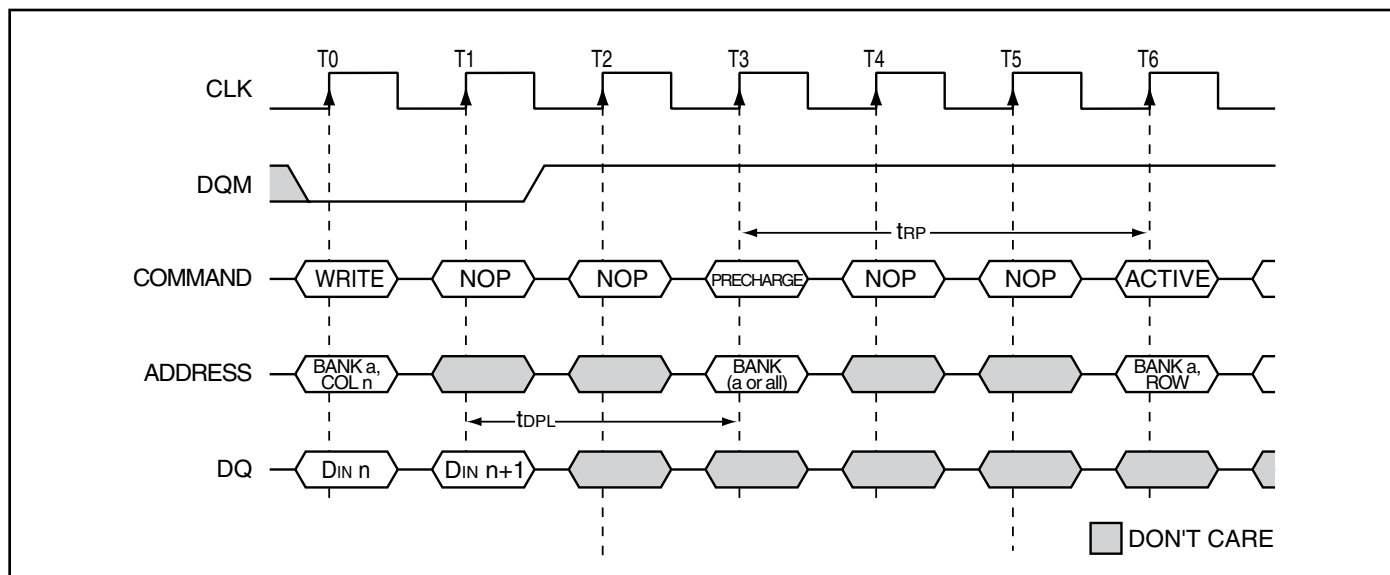 T0 T1 T2 T3 T4 T5 T6
CLK
DQM
tRP
COMMAND WRITE NOP NOP PRECHARGE NOP NOP ACTIVE
ADDRESS BANK a, COL n BANK (a or all) BANK a, ROW
tDPL
DQ DIN n DIN n+1
DON'T CARE